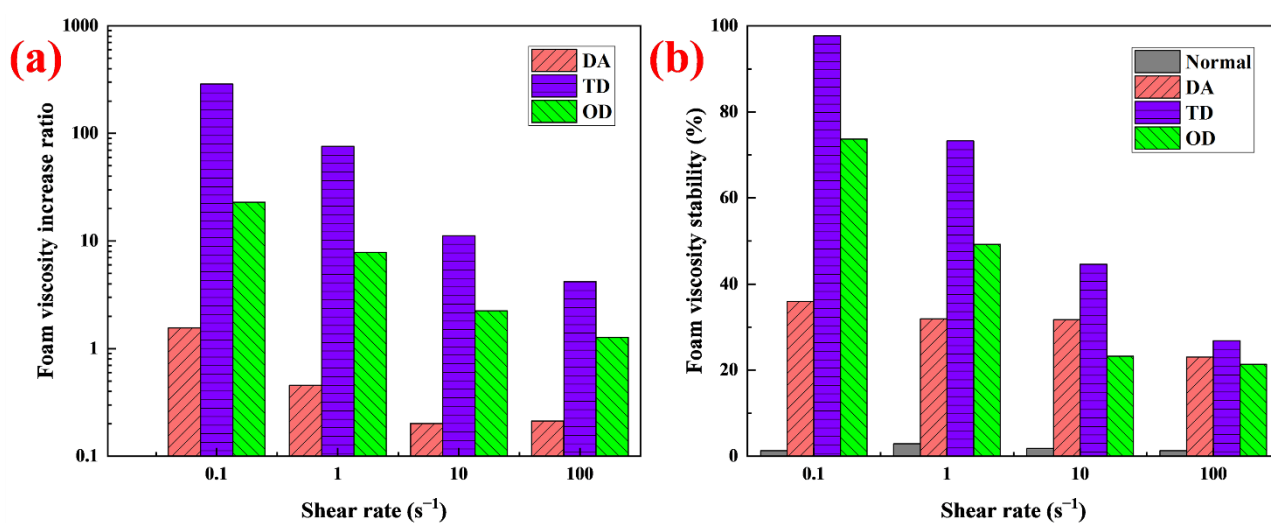 (a)
Foam viscosity increase ratio
1000
100
10
1
0.1
DA
TD
OD
0.1 1 10 100
Shear rate (s⁻¹)
(b)
Foam viscosity stability (%)
100
80
60
40
20
0
Normal
DA
TD
OD
0.1 1 10 100
Shear rate (s⁻¹)